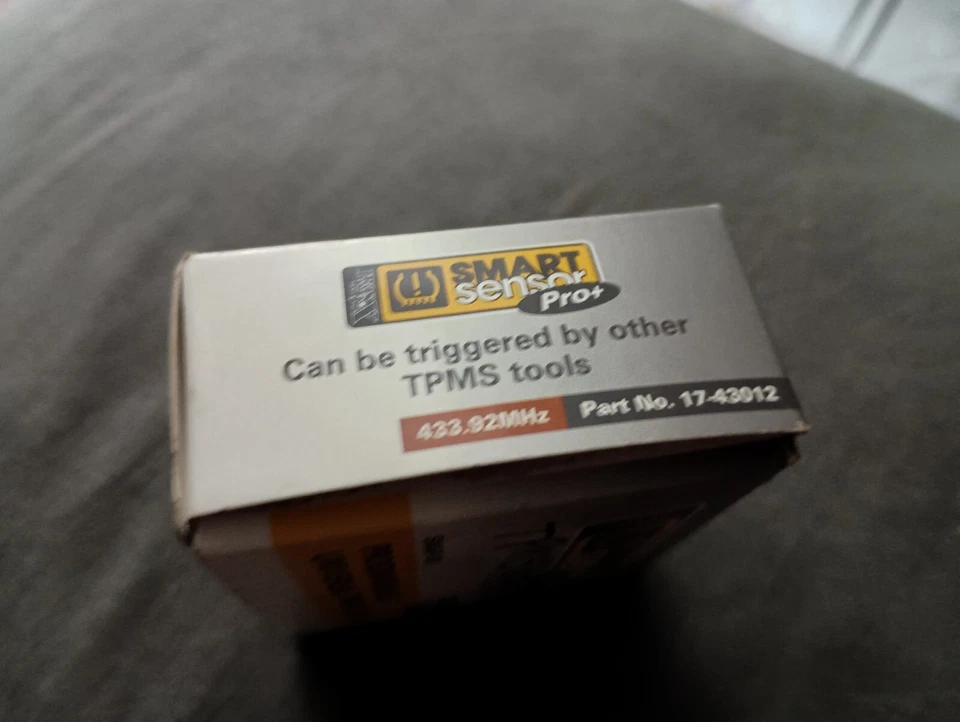 SMART
sensor
Pro+
Can be triggered by other
TPMS tools
433.92MHz Part No. 17-43012